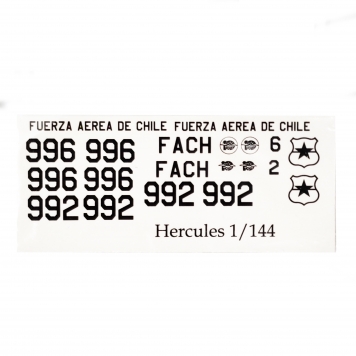 FUERZA AEREA DE CHILE FUERZA AEREA DE CHILE
996 996 FACH 6
996 996 FACH 2
992 992 992 992
Hercules 1/144